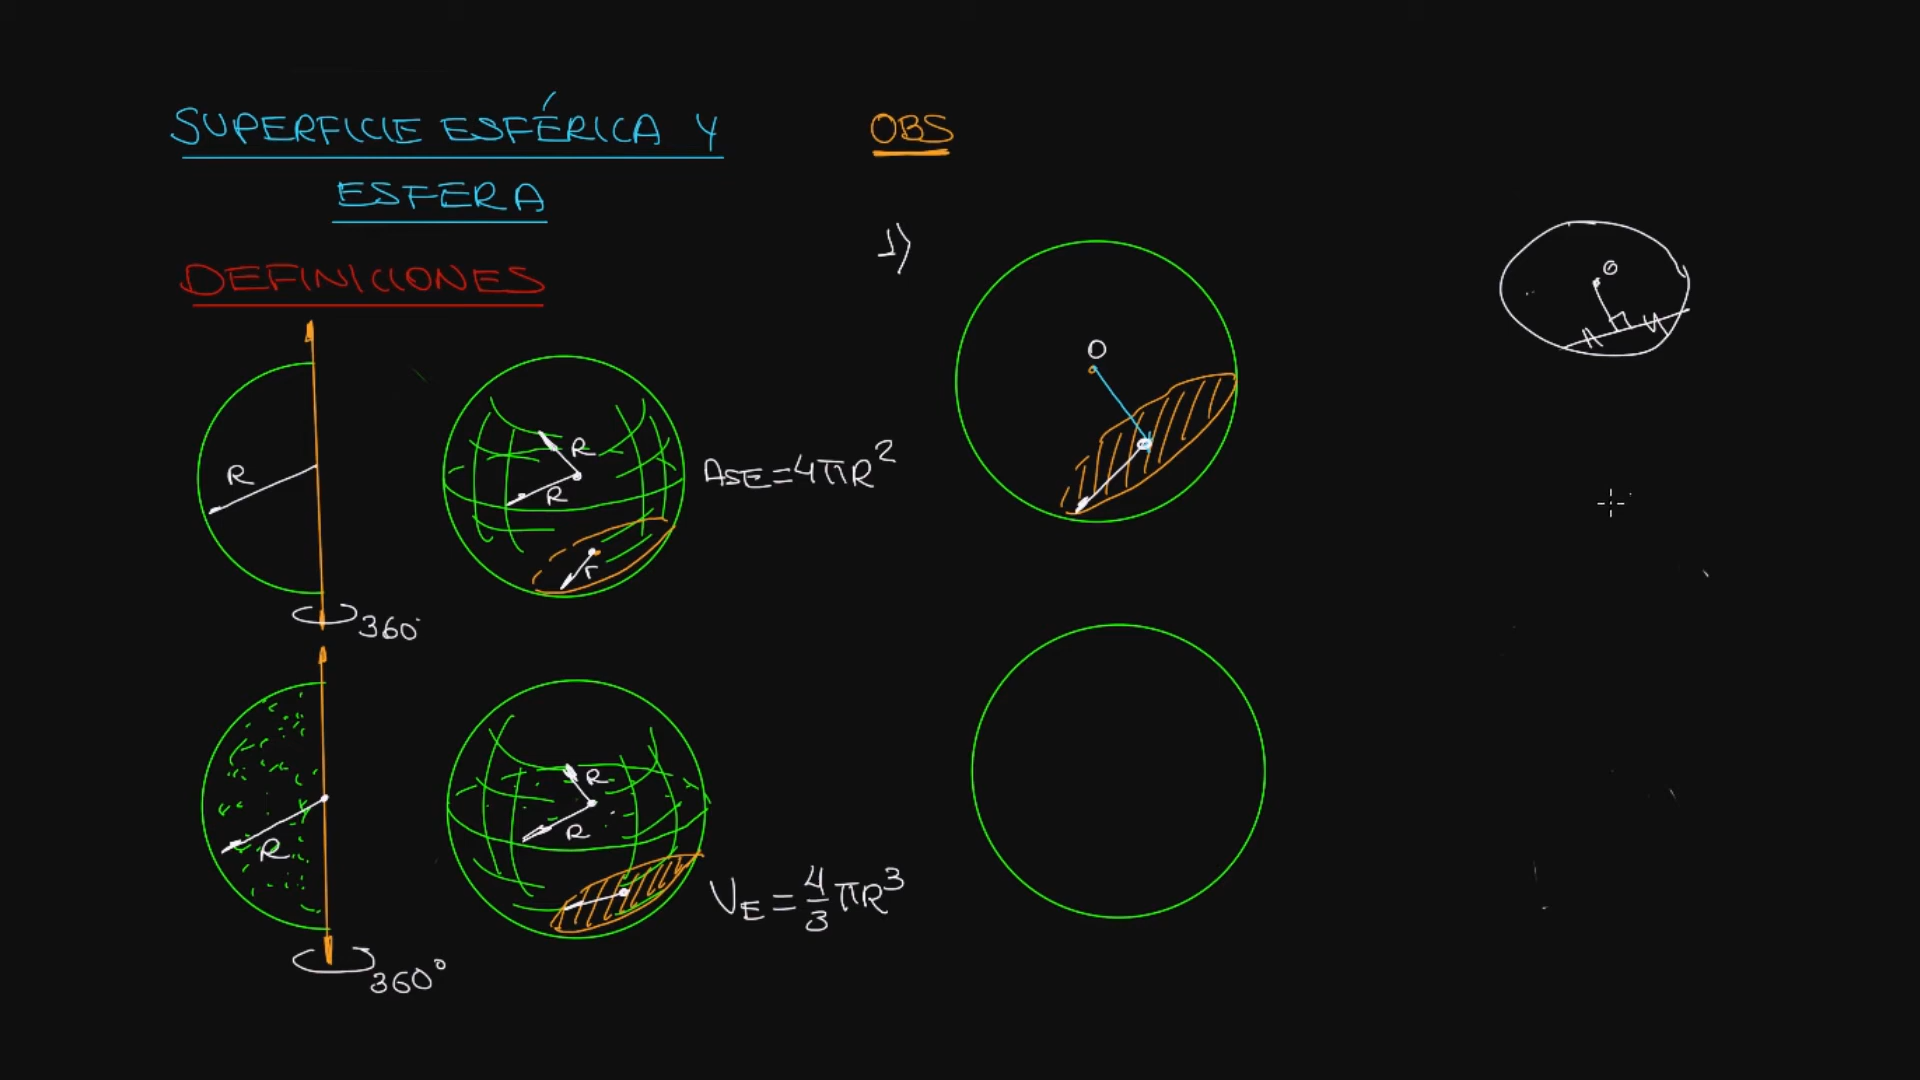 SUPERFICIE ESFÉRICA Y
ESFERA
DEFINICIONES
R
360°
R
R
r
ASE=4πR²
R
360°
R
R
VE=4/3πR³
OBS
1)
O
O